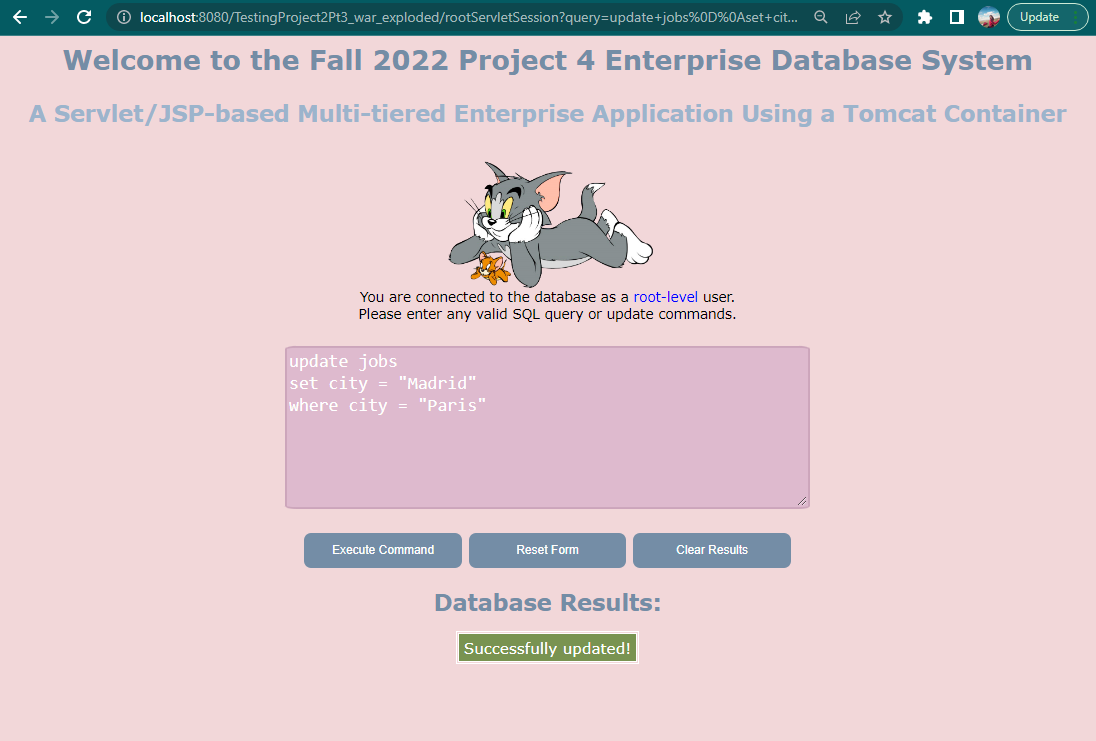 localhost:8080/TestingProject2Pt3_war_exploded/rootServletSession?query=update+jobs%0D%0Aset+cit...
Update
Welcome to the Fall 2022 Project 4 Enterprise Database System
A Servlet/JSP-based Multi-tiered Enterprise Application Using a Tomcat Container
You are connected to the database as a root-level user.
Please enter any valid SQL query or update commands.
update jobs
set city = "Madrid"
where city = "Paris"
Execute Command
Reset Form
Clear Results
Database Results:
Successfully updated!